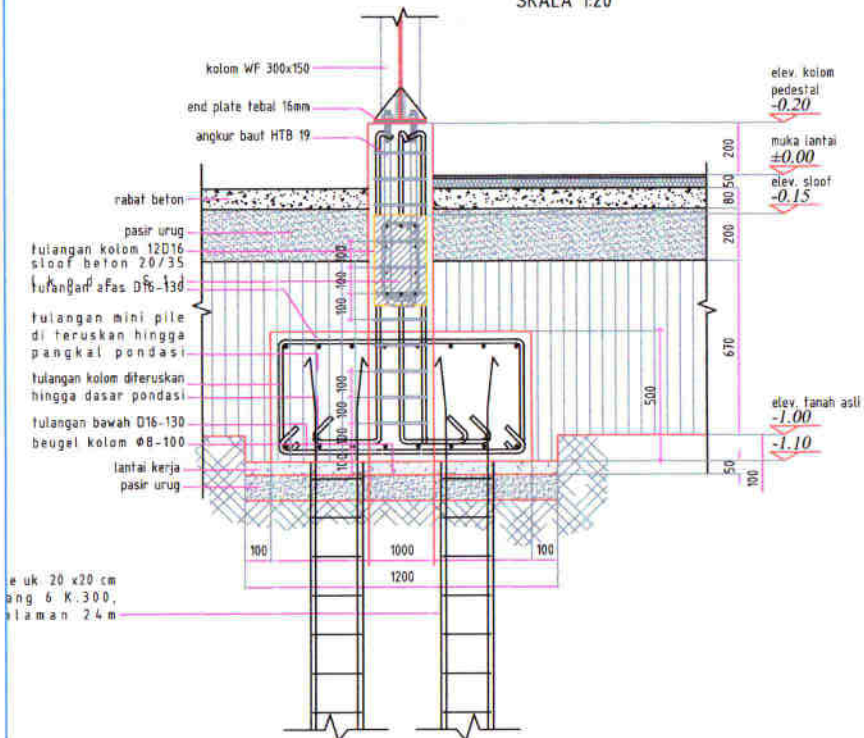 SKALA 1:20
kolom WF 300x150
end plate tebal 16mm
angkur baut HTB 19
rabat beton
pasir urug
tulangan kolom 12D16
sloof beton 20/35
tulangan atas D16-130
tulangan mini pile
di teruskan hingga
pangkal pondasi
tulangan kolom diteruskan
hingga dasar pondasi
tulangan bawah D16-130
beugel kolom Ø8-100
lantai kerja
pasir urug
e uk. 20 x20 cm
ang 6 K.300,
alaman 24m
100
100
100
100
100
100
100
100
1000
100
1200
500
elev. kolom
pedestal
-0.20
muka lantai
±0.00
elev. sloof
-0.15
elev. tanah asli
-1.00
-1.10
200
50
80
200
670
50
100